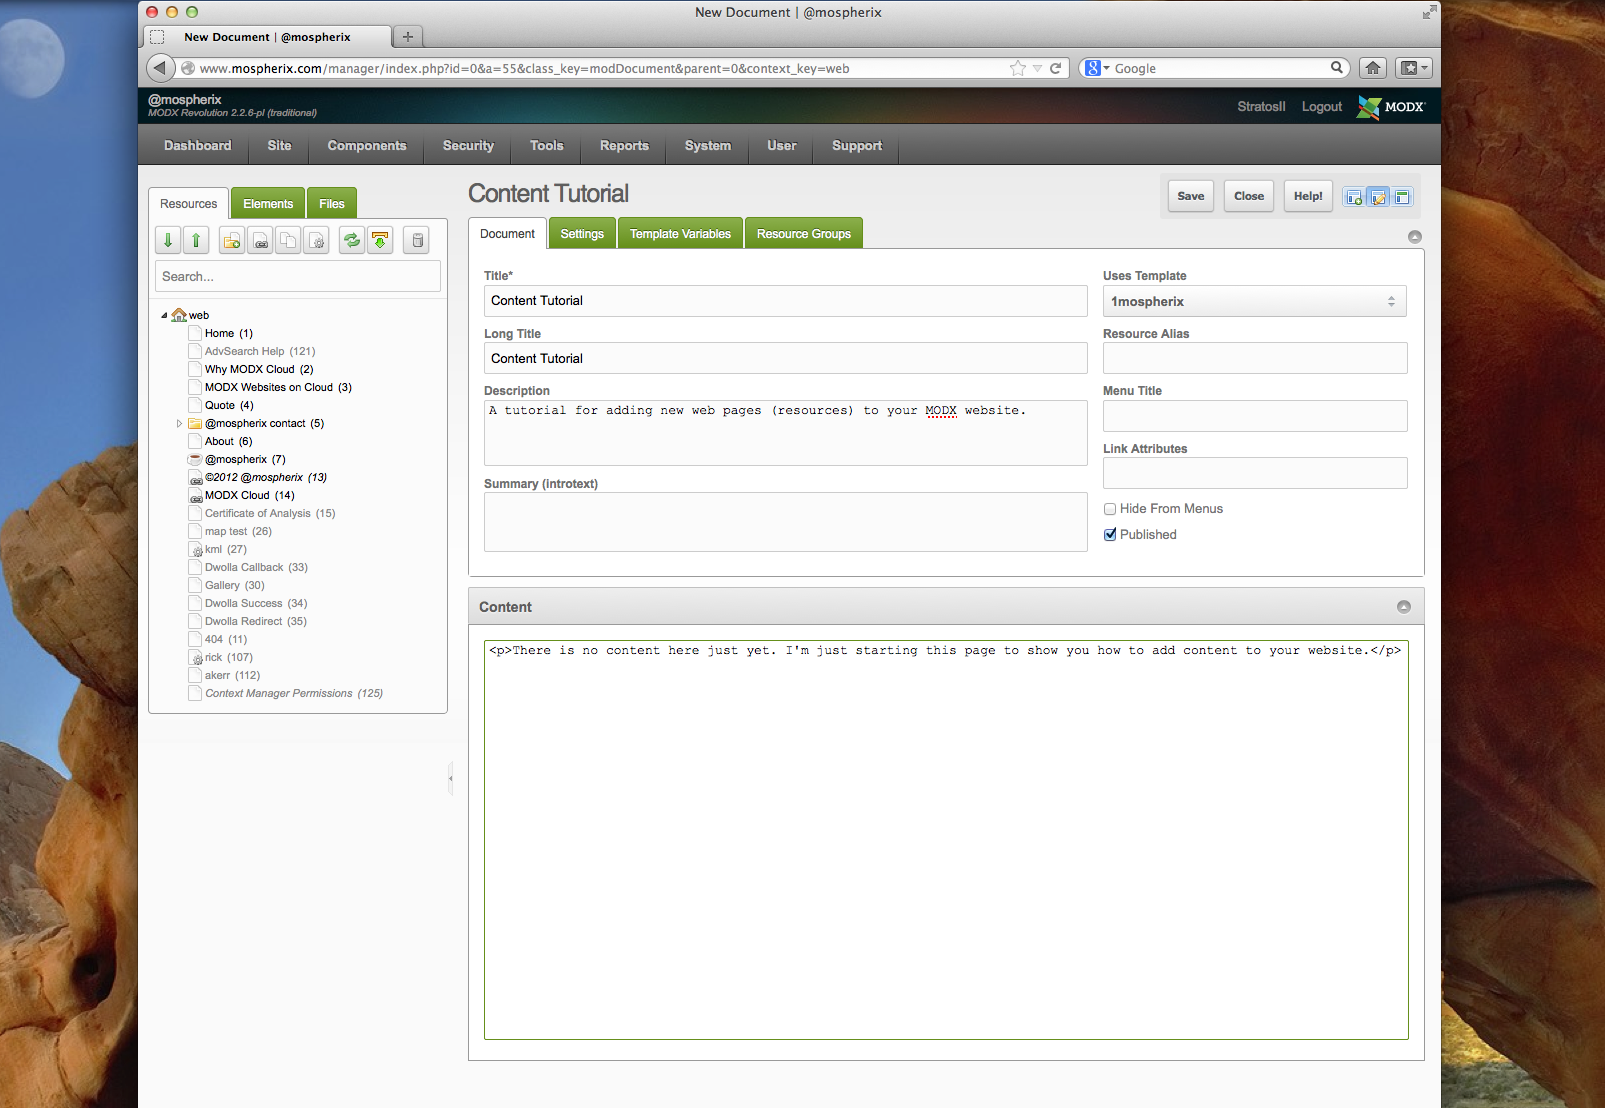 New Document | @mospherix
New Document | @mospherix
www.mospherix.com/manager/index.php?id=0&a=55&class_key=modDocument&parent=0&context_key=web
Google
@mospherix
MODX Revolution 2.2.6-pl (traditional)
StratosII
Logout
MODX
Dashboard
Site
Components
Security
Tools
Reports
System
User
Support
Resources
Elements
Files
Search...
web
Home (1)
AdvSearch Help (121)
Why MODX Cloud (2)
MODX Websites on Cloud (3)
Quote (4)
@mospherix contact (5)
About (6)
@mospherix (7)
©2012 @mospherix (13)
MODX Cloud (14)
Certificate of Analysis (15)
map test (26)
kml (27)
Dwolla Callback (33)
Gallery (30)
Dwolla Success (34)
Dwolla Redirect (35)
404 (11)
rick (107)
akerr (112)
Context Manager Permissions (125)
Content Tutorial
Save
Close
Help!
Document
Settings
Template Variables
Resource Groups
Title*
Content Tutorial
Long Title
Content Tutorial
Description
A tutorial for adding new web pages (resources) to your MODX website.
Summary (introtext)
Uses Template
1mospherix
Resource Alias
Menu Title
Link Attributes
Hide From Menus
Published
Content
<p>There is no content here just yet. I'm just starting this page to show you how to add content to your website.</p>